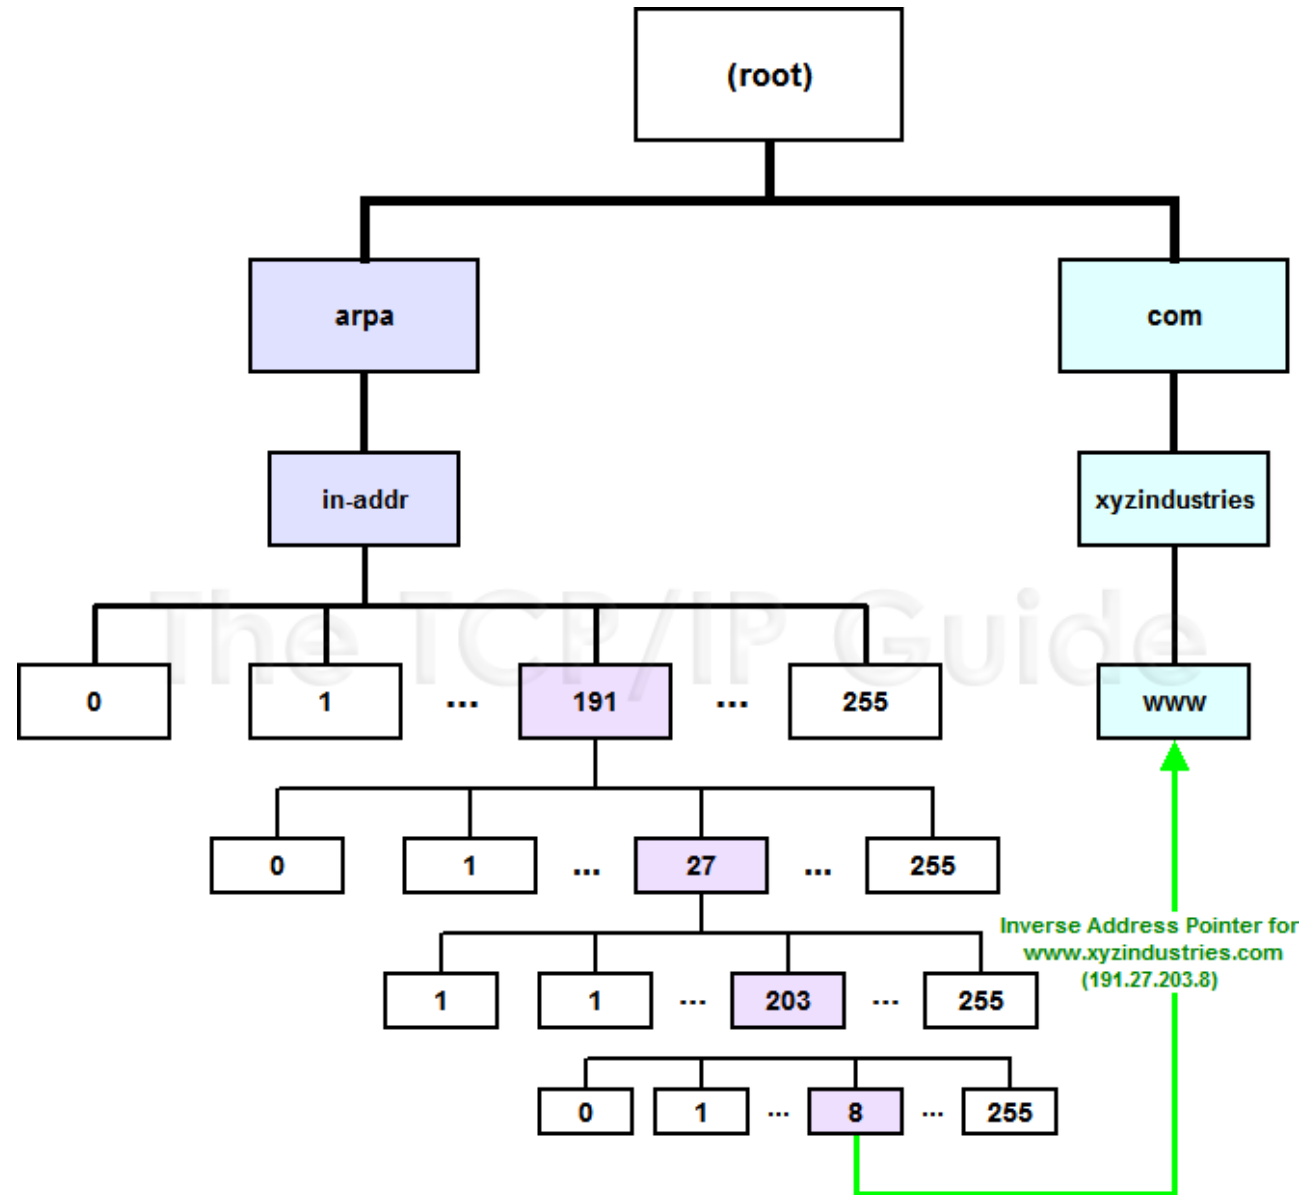 (root)
arpa
com
in-addr
xyzindustries
The TCP/IP Guide
0
1
...
191
...
255
www
0
1
...
27
...
255
Inverse Address Pointer for
www.xyzindustries.com
(191.27.203.8)
1
1
...
203
...
255
0
1
...
8
...
255